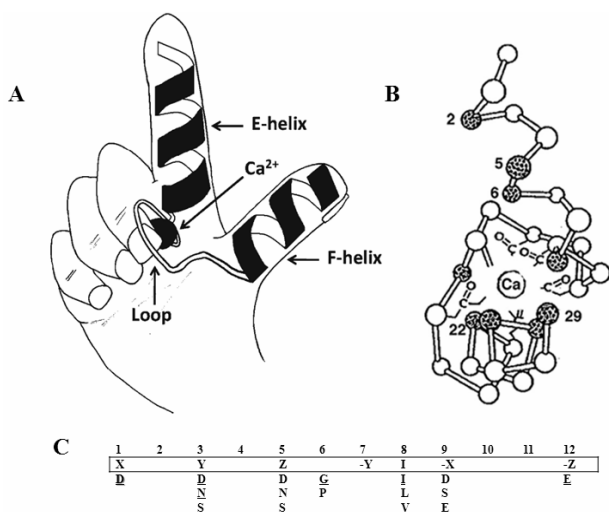 A
E-helix
Ca2+
F-helix
Loop
B
2
5
6
Ca
22
29
C
1 2 3 4 5 6 7 8 9 10 11 12
X Y Z -Y I -X -Z
D D D G I D E
N N P L S
S S V E